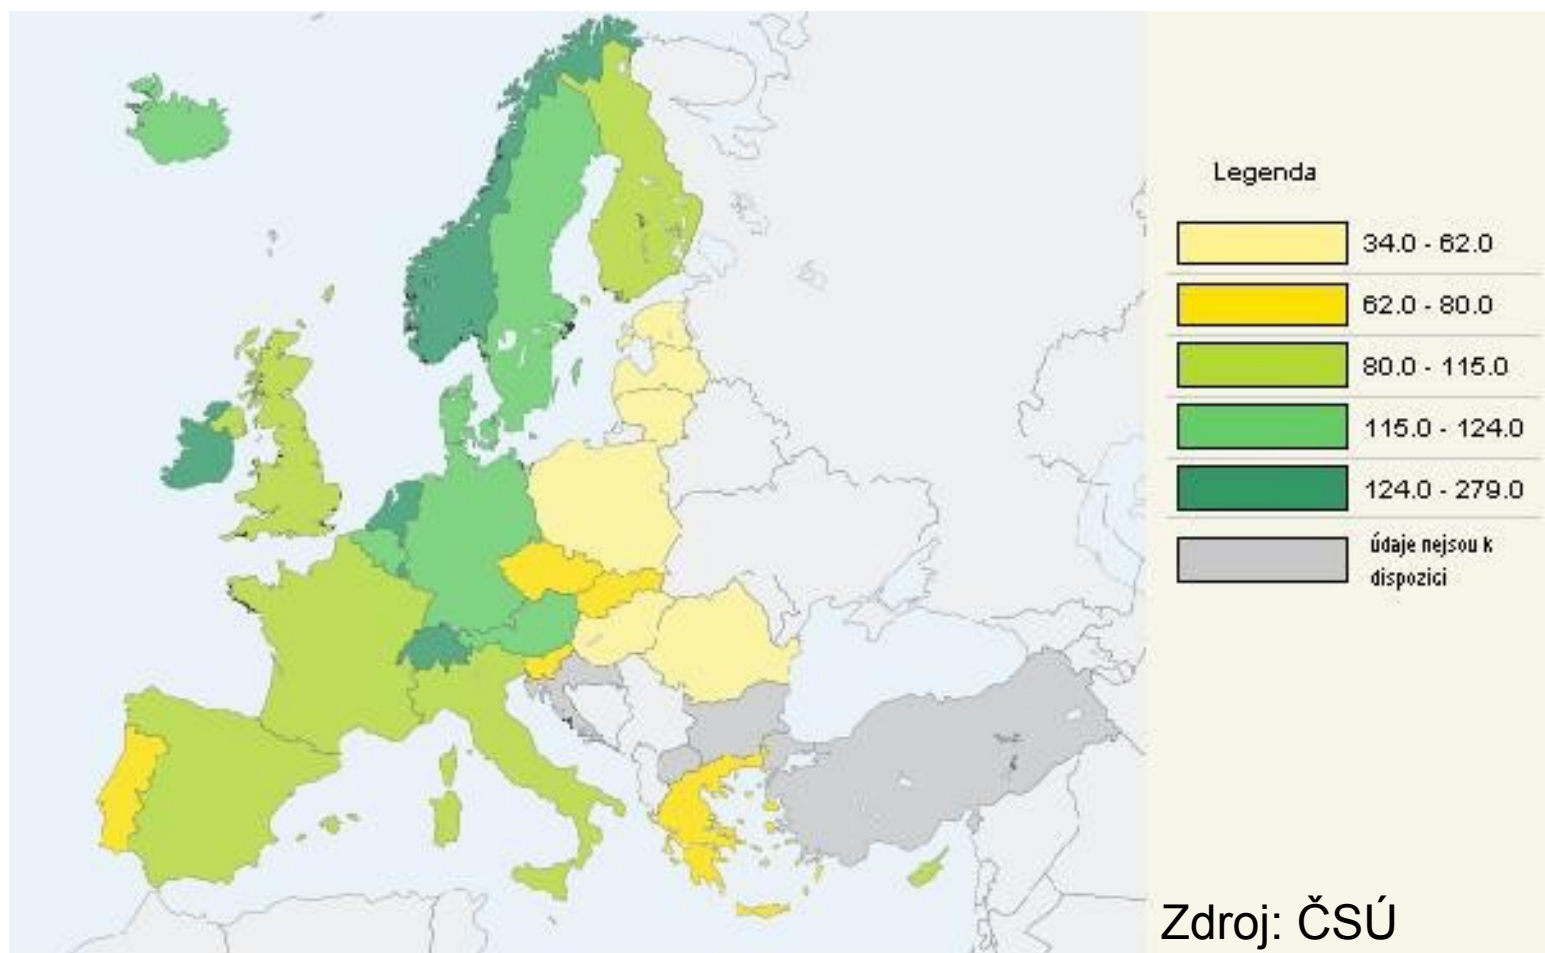 Legenda
34.0 - 62.0
62.0 - 80.0
80.0 - 115.0
115.0 - 124.0
124.0 - 279.0
údaje nejsou k
dispozici
Zdroj: ČSÚ